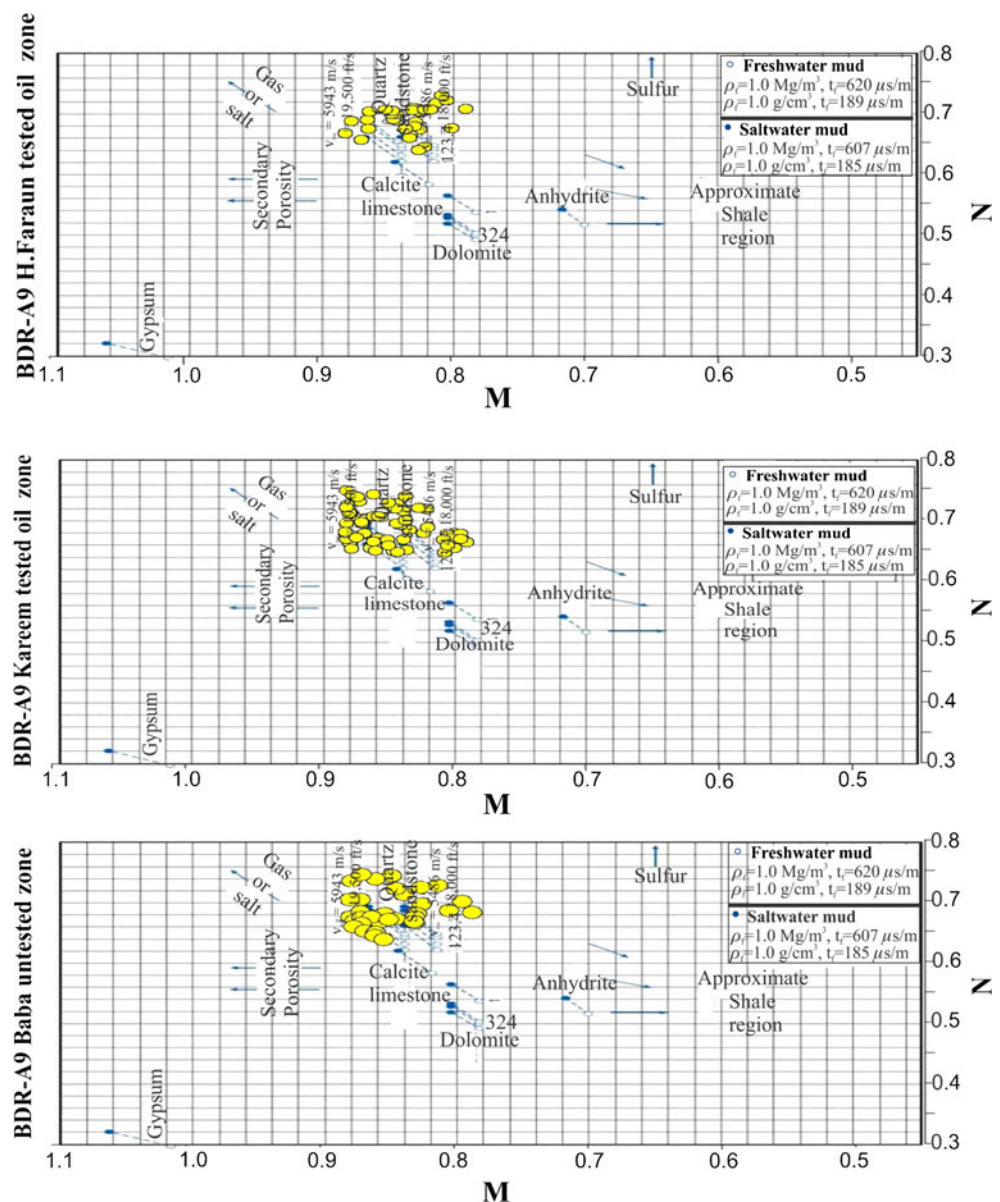 BDR-A9 H.Faraun tested oil zone
Gas
or
salt
Secondary
Porosity
Gypsum
vₘ = 5943 m/s
19,500 ft/s
Quartz
18,000 ft/s
Calcite
limestone
324
Dolomite
Anhydrite
Sulfur
Approximate
Shale
region
Freshwater mud
ρf=1.0 Mg/m³, tf=620 µs/m
ρf=1.0 g/cm³, tf=189 µs/m
Saltwater mud
ρf=1.0 Mg/m³, tf=607 µs/m
ρf=1.0 g/cm³, tf=185 µs/m
0.8
0.7
0.6
0.5
0.4
0.3
N
1.1
1.0
0.9
0.8
0.7
0.6
0.5
M
BDR-A9 Kareem tested oil zone
Gas
or
salt
Secondary
Porosity
Gypsum
= 5943 m/s
18,000 ft/s
Calcite
limestone
324
Dolomite
Anhydrite
Sulfur
Approximate
Shale
region
Freshwater mud
ρf=1.0 Mg/m³, tf=620 µs/m
ρf=1.0 g/cm³, tf=189 µs/m
Saltwater mud
ρf=1.0 Mg/m³, tf=607 µs/m
ρf=1.0 g/cm³, tf=185 µs/m
0.8
0.7
0.6
0.5
0.4
0.3
N
1.1
1.0
0.9
0.8
0.7
0.6
0.5
M
BDR-A9 Baba untested zone
Gas
or
salt
Secondary
Porosity
Gypsum
= 5943 m/s
Quartz
Sandstone
Calcite
limestone
324
Dolomite
Anhydrite
Sulfur
Approximate
Shale
region
Freshwater mud
ρf=1.0 Mg/m³, tf=620 µs/m
ρf=1.0 g/cm³, tf=189 µs/m
Saltwater mud
ρf=1.0 Mg/m³, tf=607 µs/m
ρf=1.0 g/cm³, tf=185 µs/m
0.8
0.7
0.6
0.5
0.4
0.3
N
1.1
1.0
0.9
0.8
0.7
0.6
0.5
M